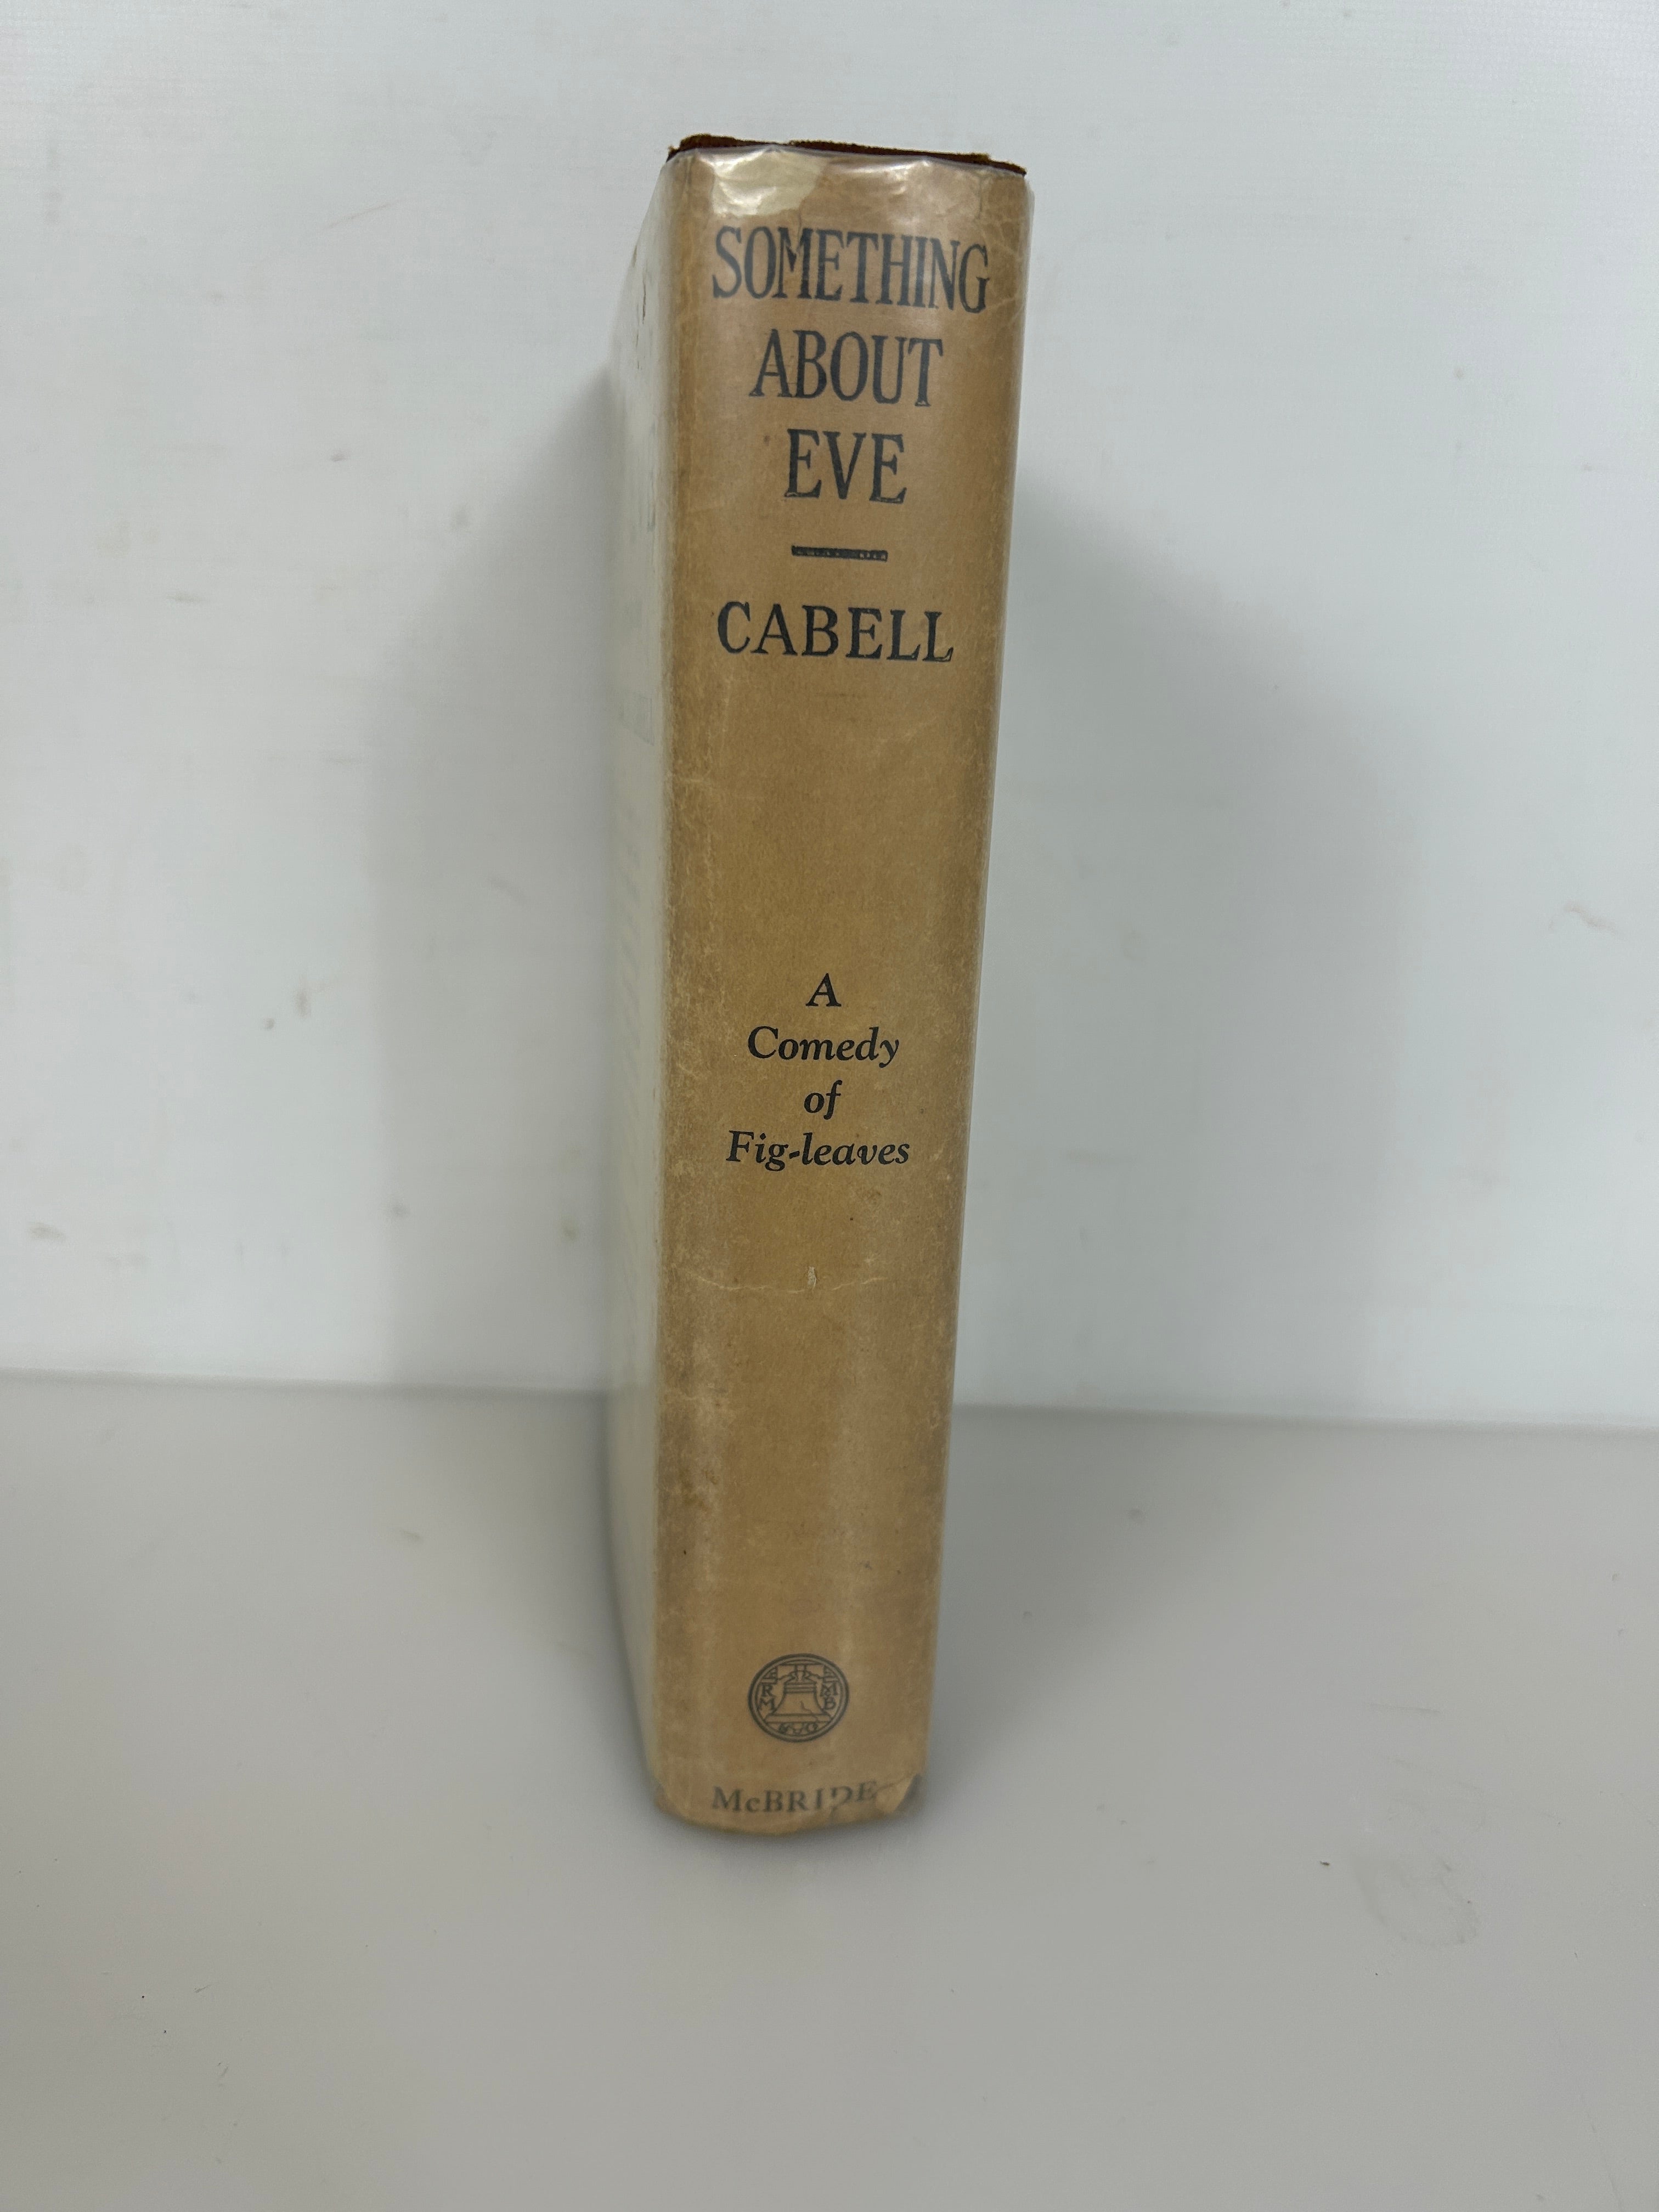 SOMETHING
ABOUT
EVE
CABELL
A
Comedy
of
Fig-leaves
McBRIDE